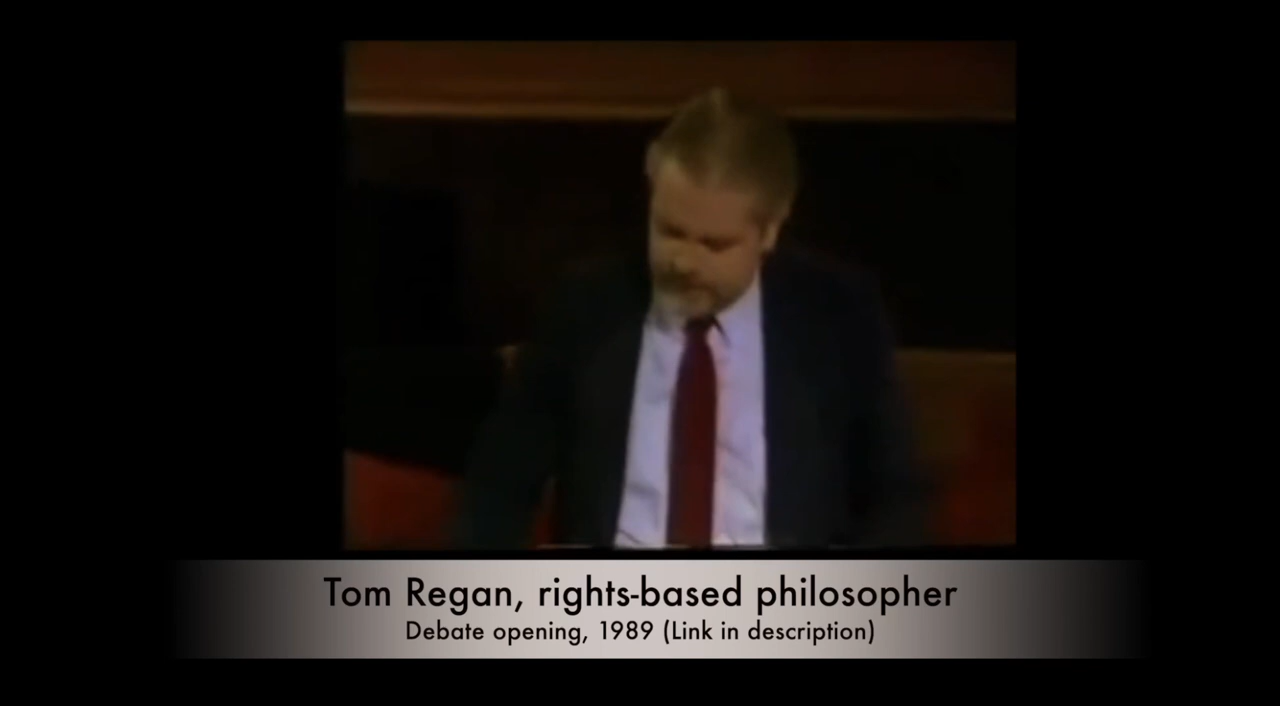 Tom Regan, rights-based philosopher
Debate opening, 1989 (Link in description)